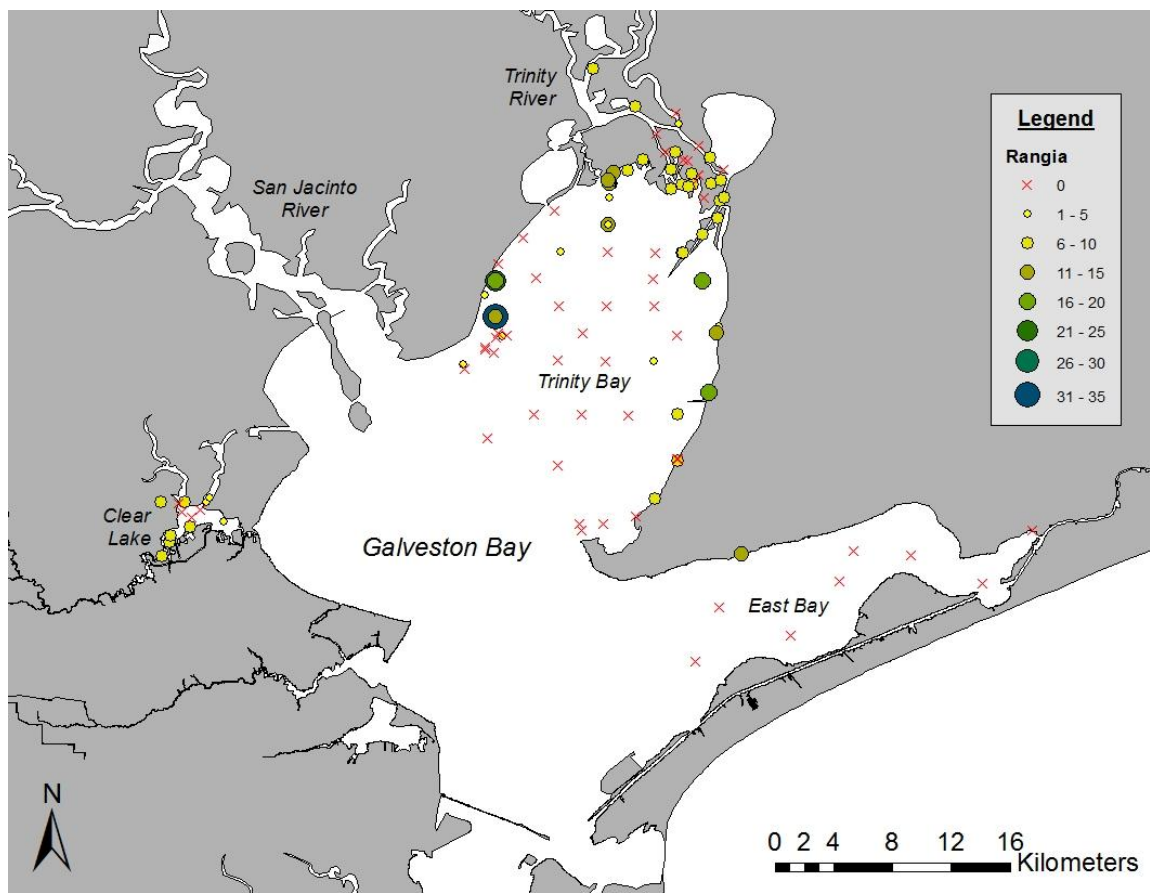 Trinity
River
San Jacinto
River
Legend
Rangia
0
1 - 5
6 - 10
11 - 15
16 - 20
21 - 25
26 - 30
31 - 35
Trinity Bay
Clear
Lake
Galveston Bay
East Bay
N
0 2 4 8 12 16
Kilometers